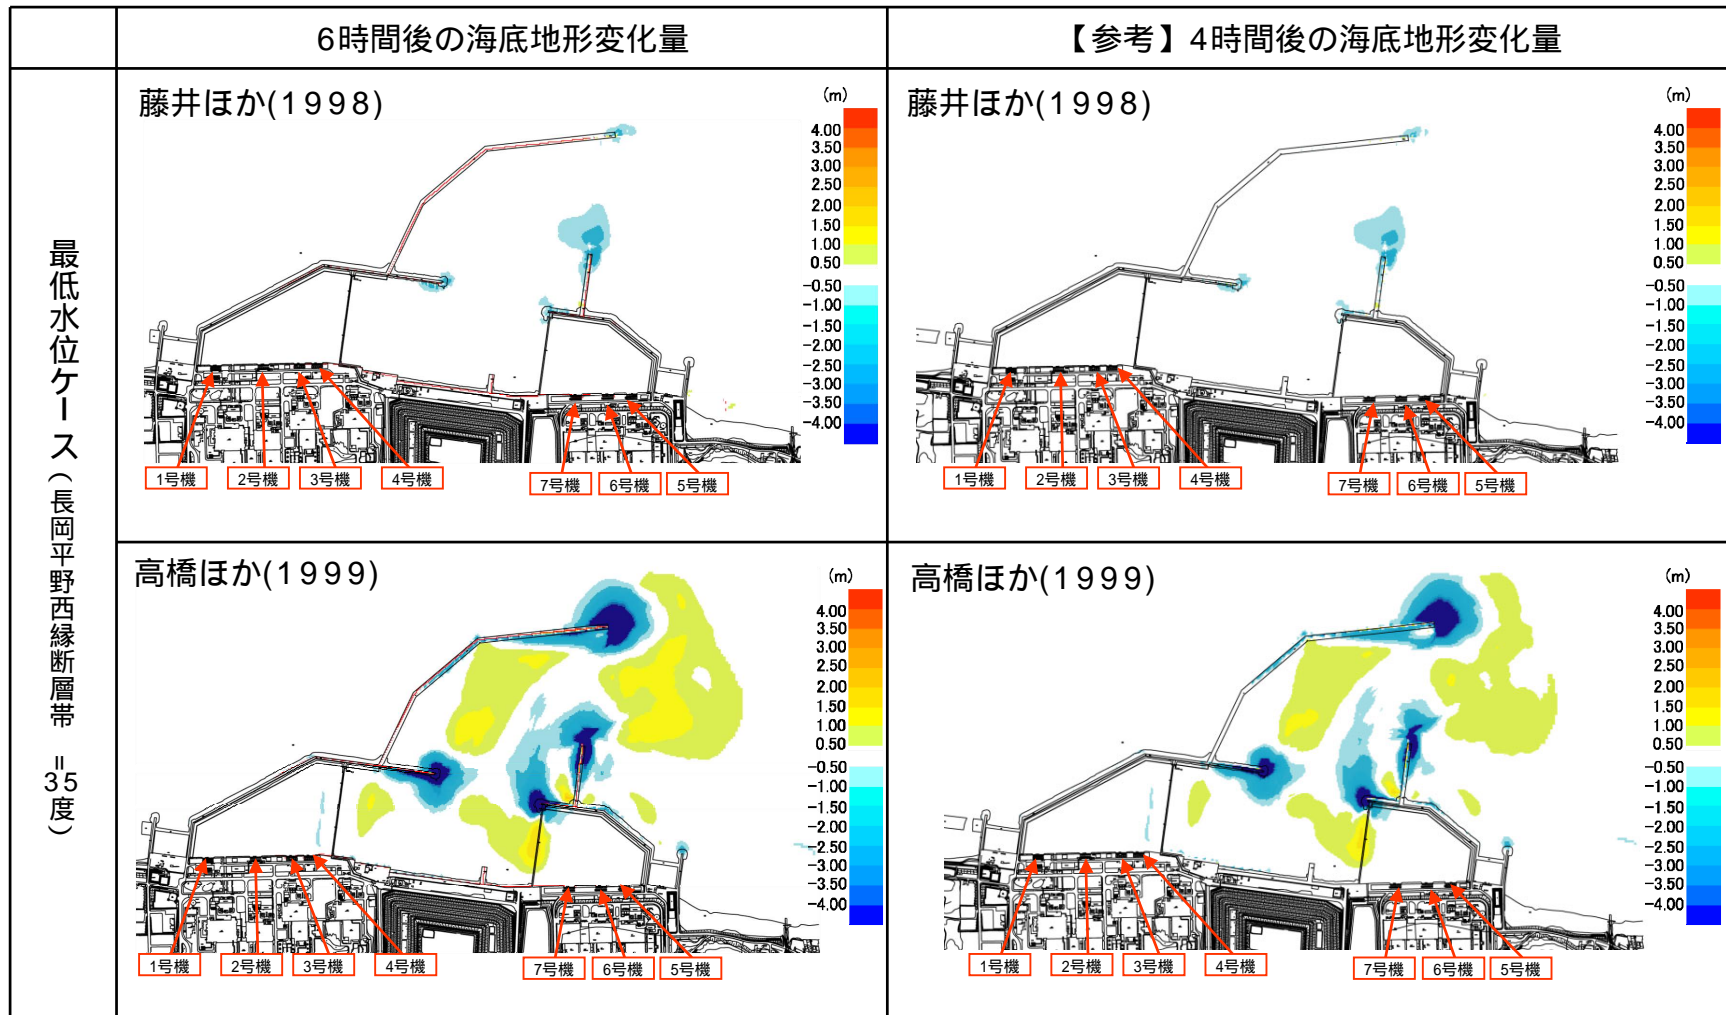 6時間後の海底地形変化量
【参考】4時間後の海底地形変化量
最低水位ケース(長岡平野西縁断層帯 =35度)
藤井ほか(1998)
(m)
4.00
3.50
3.00
2.50
2.00
1.50
1.00
0.50
-0.50
-1.00
-1.50
-2.00
-2.50
-3.00
-3.50
-4.00
1号機
2号機
3号機
4号機
7号機
6号機
5号機
藤井ほか(1998)
(m)
4.00
3.50
3.00
2.50
2.00
1.50
1.00
0.50
-0.50
-1.00
-1.50
-2.00
-2.50
-3.00
-3.50
-4.00
1号機
2号機
3号機
4号機
7号機
6号機
5号機
高橋ほか(1999)
(m)
4.00
3.50
3.00
2.50
2.00
1.50
1.00
0.50
-0.50
-1.00
-1.50
-2.00
-2.50
-3.00
-3.50
-4.00
1号機
2号機
3号機
4号機
7号機
6号機
5号機
高橋ほか(1999)
(m)
4.00
3.50
3.00
2.50
2.00
1.50
1.00
0.50
-0.50
-1.00
-1.50
-2.00
-2.50
-3.00
-3.50
-4.00
1号機
2号機
3号機
4号機
7号機
6号機
5号機